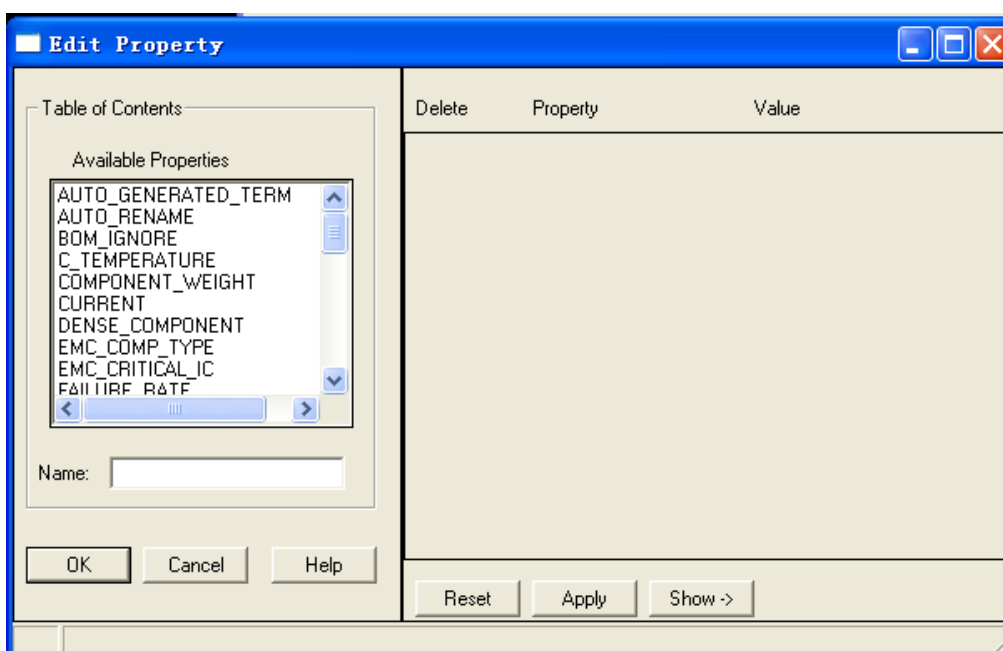 Edit Property
Table of Contents
Available Properties
AUTO_GENERATED_TERM
AUTO_RENAME
BOM_IGNORE
C_TEMPERATURE
COMPONENT_WEIGHT
CURRENT
DENSE_COMPONENT
EMC_COMP_TYPE
EMC_CRITICAL_IC
FAILURE_RATE
Name:
OK Cancel Help
Delete Property Value
Reset Apply Show ->